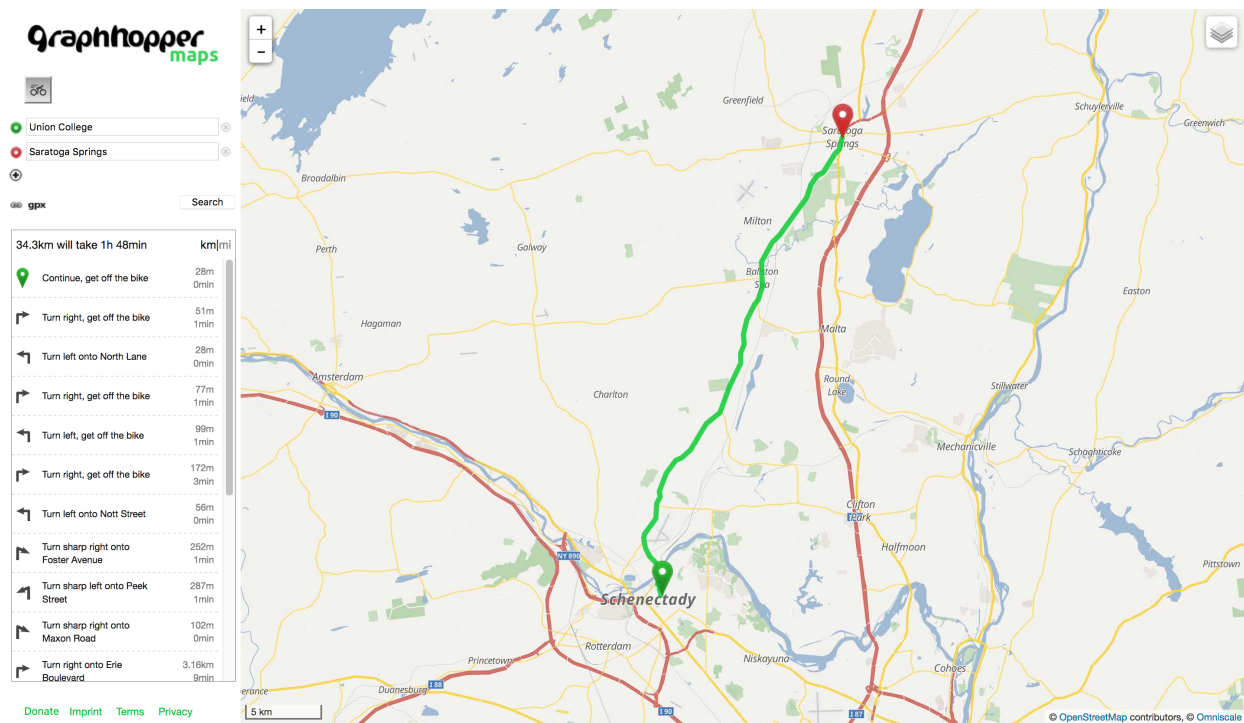 graphhopper
maps
Union College
Saratoga Springs
gpx
Search
34.3km will take 1h 48min
km|mi
Continue, get off the bike
28m
0min
Turn right, get off the bike
51m
1min
Turn left onto North Lane
28m
0min
Turn right, get off the bike
77m
1min
Turn left, get off the bike
99m
1min
Turn right, get off the bike
172m
3min
Turn left onto Nott Street
56m
0min
Turn sharp right onto
Foster Avenue
252m
1min
Turn sharp left onto Peek
Street
287m
1min
Turn sharp right onto
Maxon Road
102m
0min
Turn right onto Erie
Boulevard
3.16km
9min
Donate Imprint Terms Privacy
+
−
Greenfield
Saratoga
Springs
Schuylerville
Greenwich
Broadalbin
Milton
Perth
Galway
Ballston
Spa
Easton
Hagaman
Malta
Amsterdam
Round
Lake
Stillwater
Charlton
I 90
Mechanicville
Schaghticoke
Clifton
Park
Halfmoon
NY 890
Pittstown
Schenectady
Rotterdam
Princetown
Niskayuna
Cohoes
I 88
Duanesburg
erance
5 km
I 90
I 87
© OpenStreetMap contributors, © Omniscale